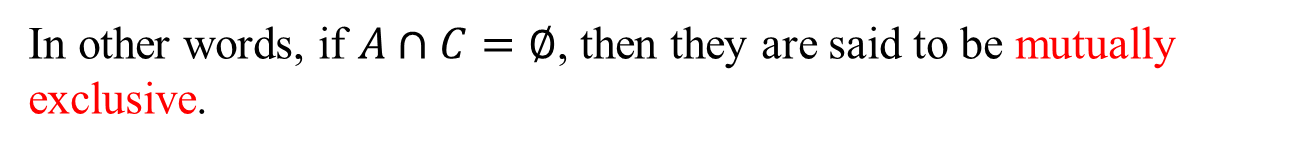 In other words, if A ∩ C = ∅, then they are said to be mutually
exclusive.